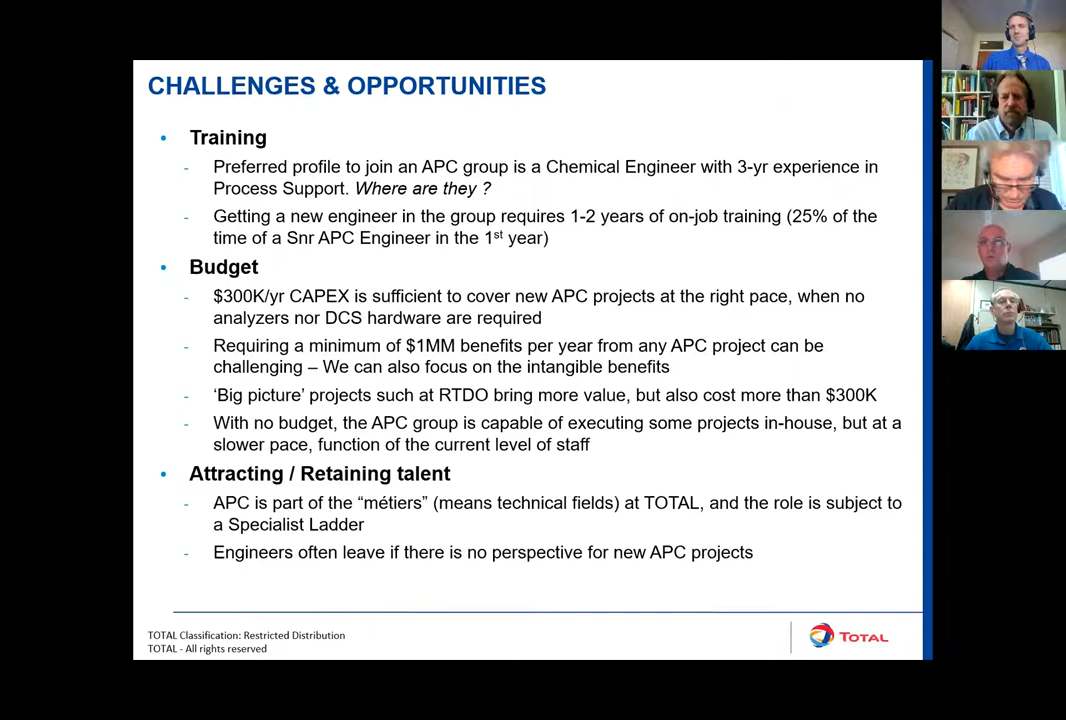 CHALLENGES & OPPORTUNITIES
• Training
- Preferred profile to join an APC group is a Chemical Engineer with 3-yr experience in
Process Support. Where are they ?
- Getting a new engineer in the group requires 1-2 years of on-job training (25% of the
time of a Snr APC Engineer in the 1st year)
• Budget
- $300K/yr CAPEX is sufficient to cover new APC projects at the right pace, when no
analyzers nor DCS hardware are required
- Requiring a minimum of $1MM benefits per year from any APC project can be
challenging – We can also focus on the intangible benefits
- ‘Big picture’ projects such at RTDO bring more value, but also cost more than $300K
- With no budget, the APC group is capable of executing some projects in-house, but at a
slower pace, function of the current level of staff
• Attracting / Retaining talent
- APC is part of the “métiers” (means technical fields) at TOTAL, and the role is subject to
a Specialist Ladder
- Engineers often leave if there is no perspective for new APC projects
TOTAL Classification: Restricted Distribution
TOTAL - All rights reserved
TOTAL